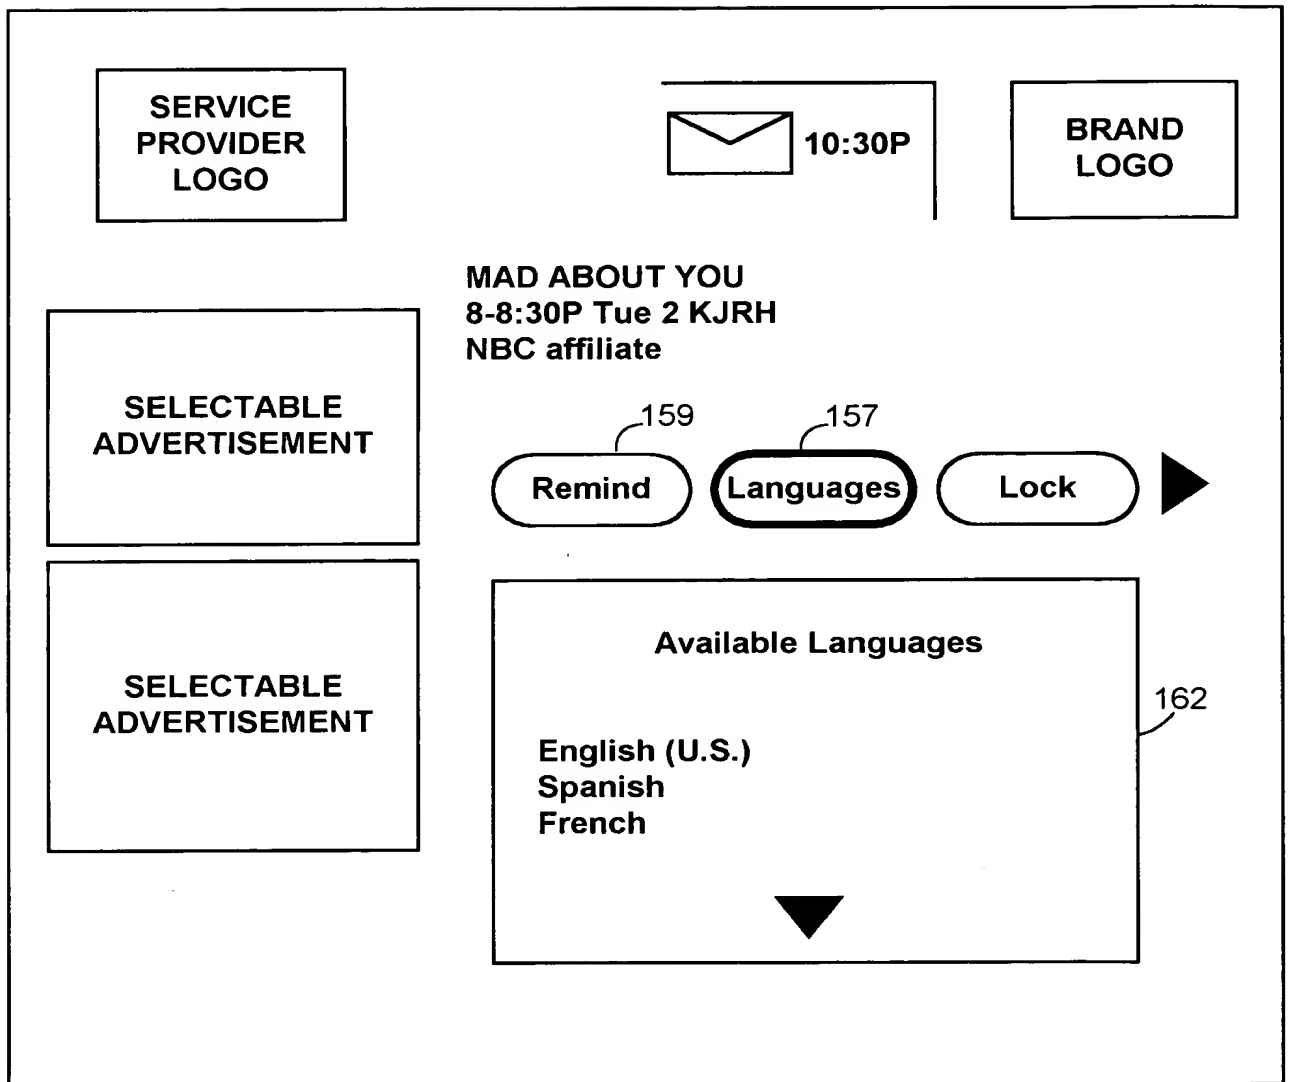 SERVICE
PROVIDER
LOGO
10:30P
BRAND
LOGO
MAD ABOUT YOU
8-8:30P Tue 2 KJRH
NBC affiliate
SELECTABLE
ADVERTISEMENT
159
157
Remind
Languages
Lock
SELECTABLE
ADVERTISEMENT
Available Languages
162
English (U.S.)
Spanish
French